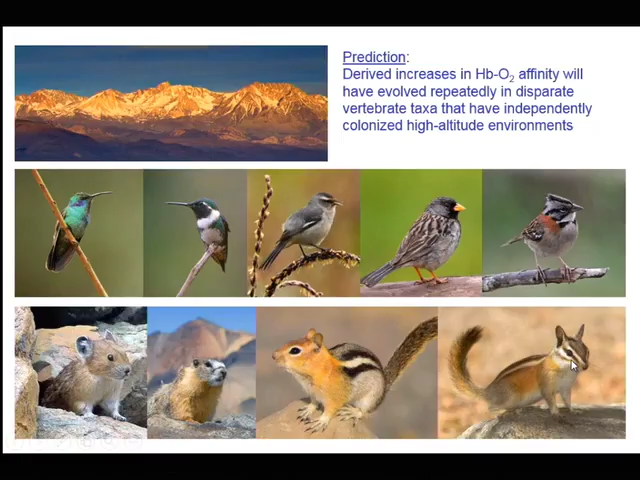 Prediction:
Derived increases in Hb-O₂ affinity will
have evolved repeatedly in disparate
vertebrate taxa that have independently
colonized high-altitude environments